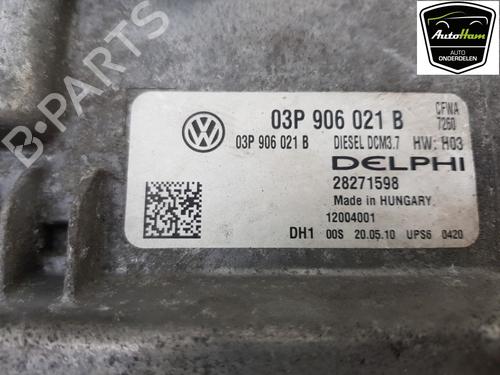 AutoHam
AUTO
ONDERDELEN
B-PARTS
03P 906 021 B
CFWA
7260
03P 906 021 B
DIESEL DCM3.7
HW: H03
DELPHI
28271598
Made in HUNGARY
12004001
DH1 00S 20.05.10 UPS6 0420